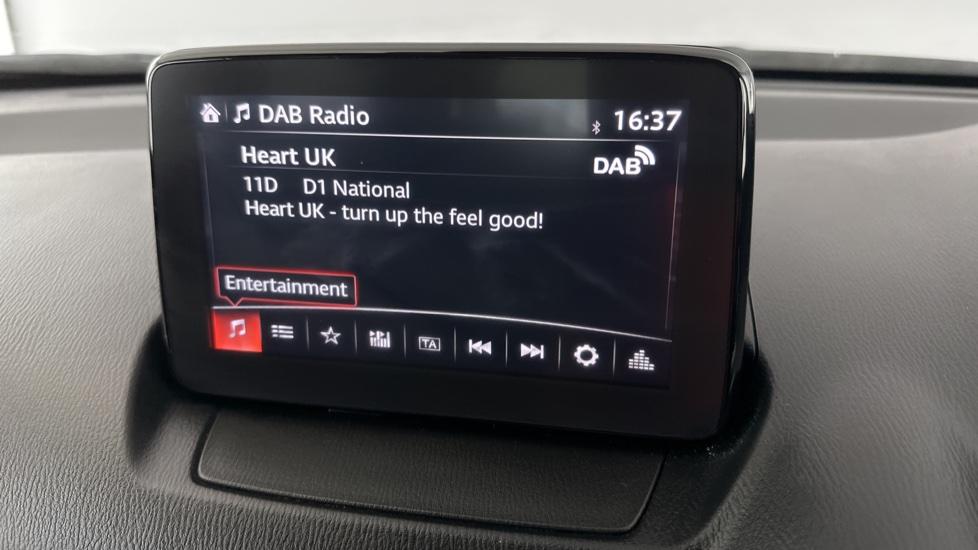 DAB Radio 16:37
Heart UK DAB
11D D1 National
Heart UK - turn up the feel good!
Entertainment
TA